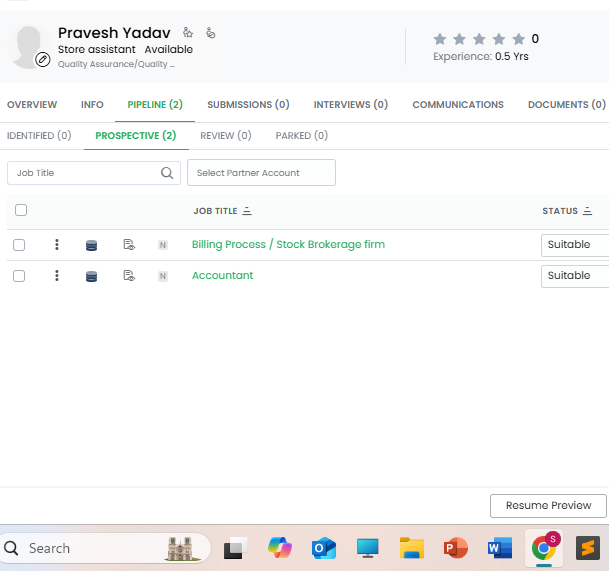 Pravesh Yadav
Store assistant Available
Quality Assurance/Quality ...
0
Experience: 0.5 Yrs
OVERVIEW INFO PIPELINE (2) SUBMISSIONS (0) INTERVIEWS (0) COMMUNICATIONS DOCUMENTS (0)
IDENTIFIED (0) PROSPECTIVE (2) REVIEW (0) PARKED (0)
Job Title Select Partner Account
JOB TITLE STATUS
N Billing Process / Stock Brokerage firm Suitable
N Accountant Suitable
Resume Preview
Search
S